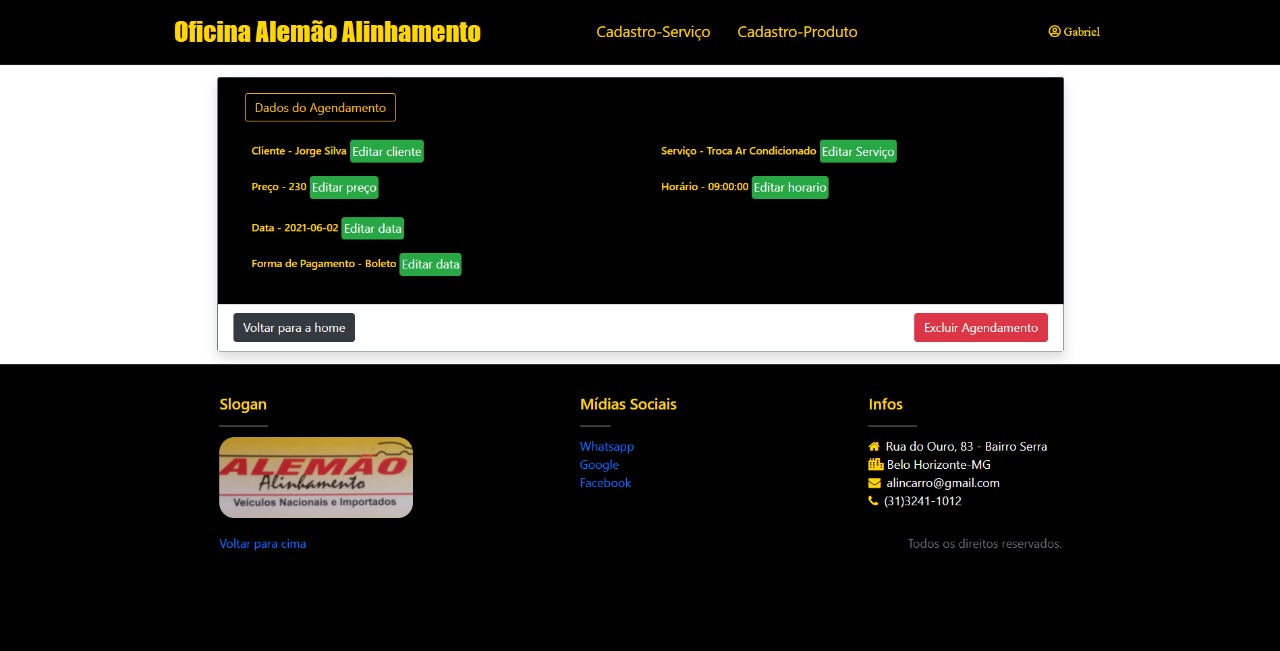 Oficina Alemão Alinhamento
Cadastro-Serviço Cadastro-Produto
Gabriel
Dados do Agendamento
Cliente - Jorge Silva Editar cliente
Serviço - Troca Ar Condicionado Editar Serviço
Preço - 230 Editar preço
Horário - 09:00:00 Editar horario
Data - 2021-06-02 Editar data
Forma de Pagamento - Boleto Editar data
Voltar para a home
Excluir Agendamento
Slogan
ALEMÃO
Alinhamento
Veículos Nacionais e Importados
Voltar para cima
Mídias Sociais
Whatsapp
Google
Facebook
Infos
Rua do Ouro, 83 - Bairro Serra
Belo Horizonte-MG
alincarro@gmail.com
(31)3241-1012
Todos os direitos reservados.